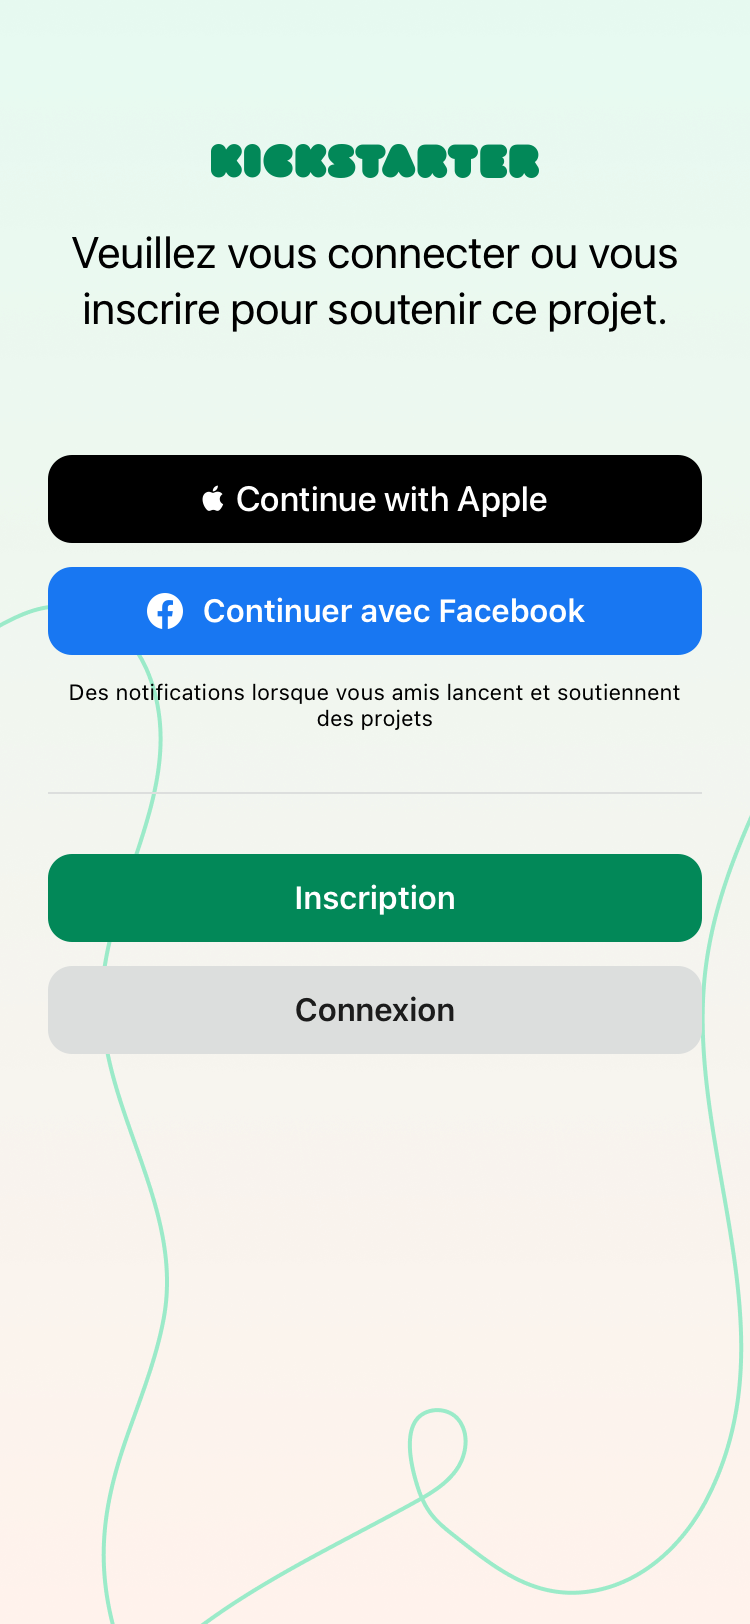 KICKSTARTER
Veuillez vous connecter ou vous
inscrire pour soutenir ce projet.
Continue with Apple
Continuer avec Facebook
Des notifications lorsque vous amis lancent et soutiennent
des projets
Inscription
Connexion